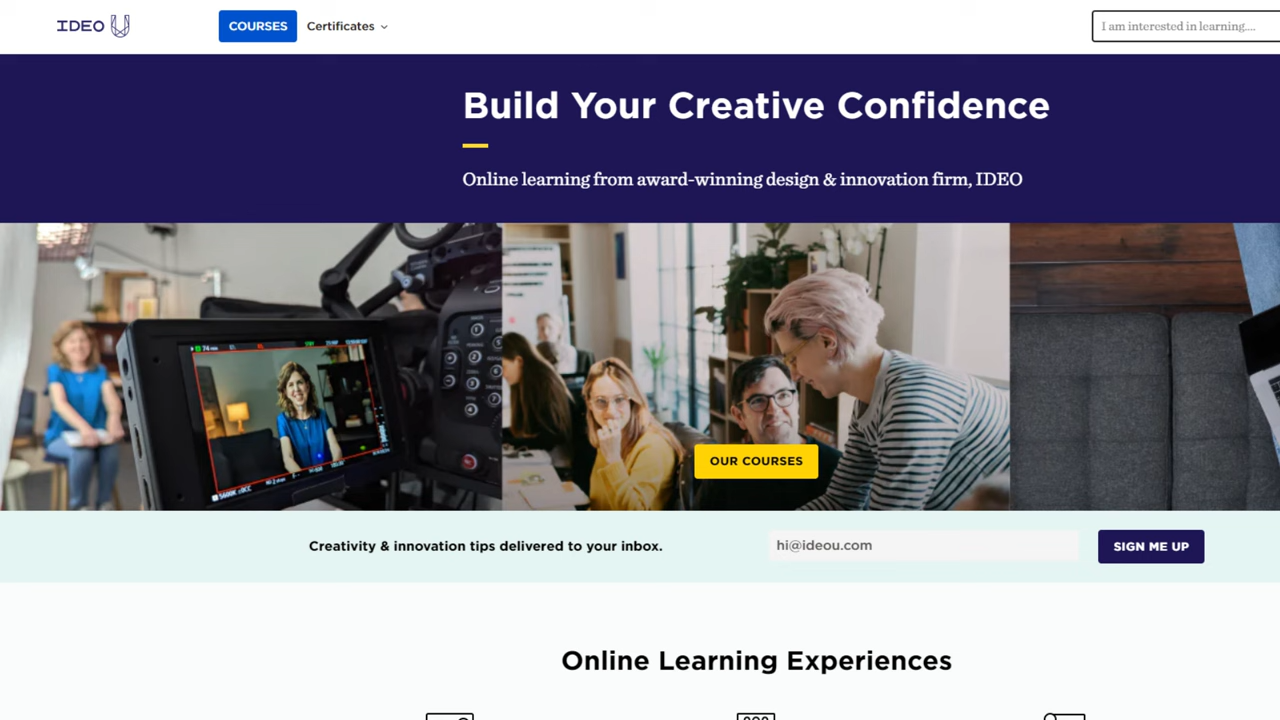 IDEO U
COURSES
Certificates
I am interested in learning....
Build Your Creative Confidence
Online learning from award-winning design & innovation firm, IDEO
OUR COURSES
Creativity & innovation tips delivered to your inbox.
hi@ideou.com
SIGN ME UP
Online Learning Experiences